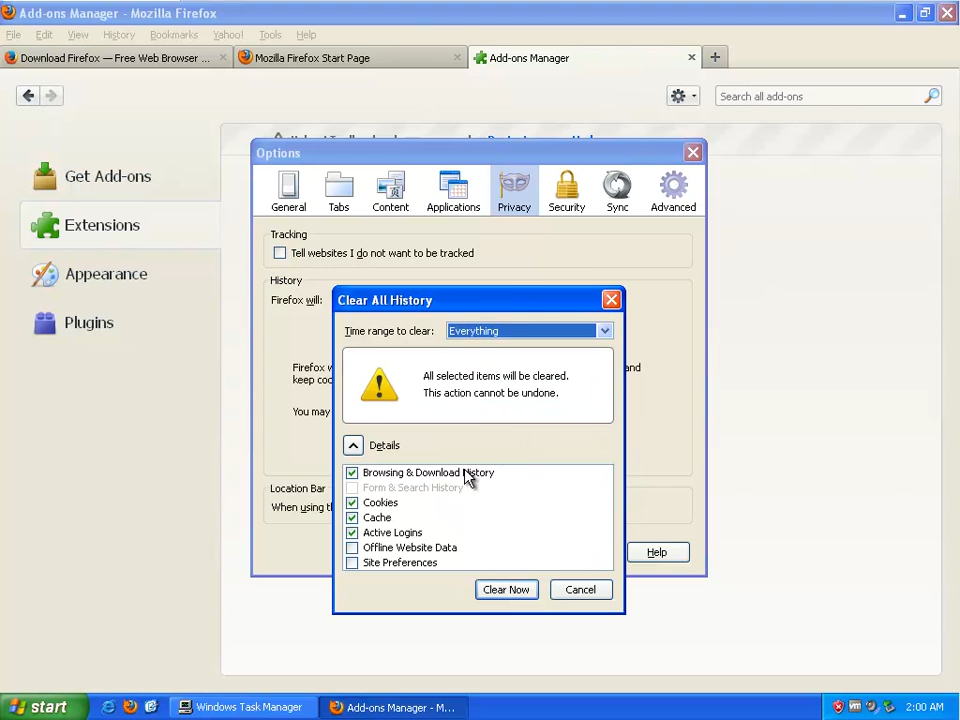 Add-ons Manager - Mozilla Firefox
File Edit View History Bookmarks Yahoo! Tools Help
Download Firefox — Free Web Browser ... Mozilla Firefox Start Page Add-ons Manager
Search all add-ons
Get Add-ons
Extensions
Appearance
Plugins
Options
General Tabs Content Applications Privacy Security Sync Advanced
Tracking
Tell websites I do not want to be tracked
History
Firefox will:
Firefox w and
keep coo
You may
Location Bar
When using th
Help
Clear All History
Time range to clear: Everything
All selected items will be cleared.
This action cannot be undone.
Details
Browsing & Download History
Form & Search History
Cookies
Cache
Active Logins
Offline Website Data
Site Preferences
Clear Now Cancel
start Windows Task Manager Add-ons Manager - M... 2:00 AM